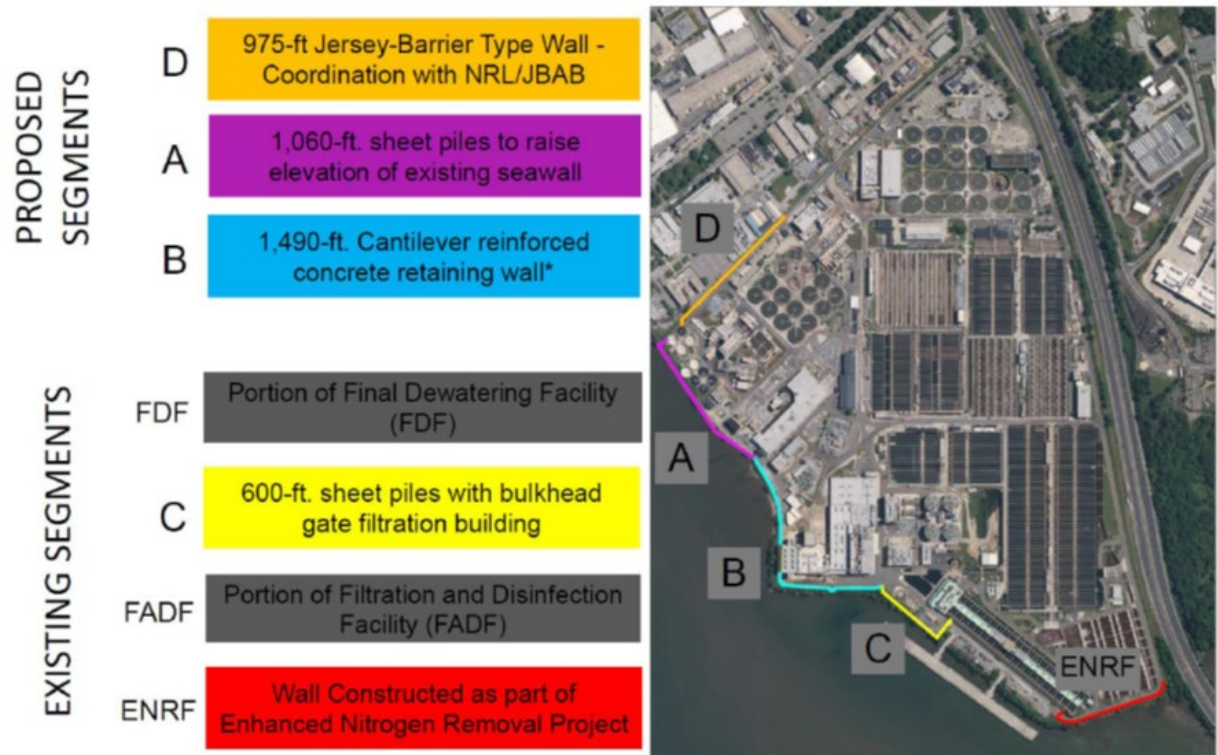 PROPOSED
SEGMENTS
D
975-ft Jersey-Barrier Type Wall -
Coordination with NRL/JBAB
A
1,060-ft. sheet piles to raise
elevation of existing seawall
B
1,490-ft. Cantilever reinforced
concrete retaining wall*
EXISTING SEGMENTS
FDF
Portion of Final Dewatering Facility
(FDF)
C
600-ft. sheet piles with bulkhead
gate filtration building
FADF
Portion of Filtration and Disinfection
Facility (FADF)
ENRF
Wall Constructed as part of
Enhanced Nitrogen Removal Project
D
A
B
C
ENRF